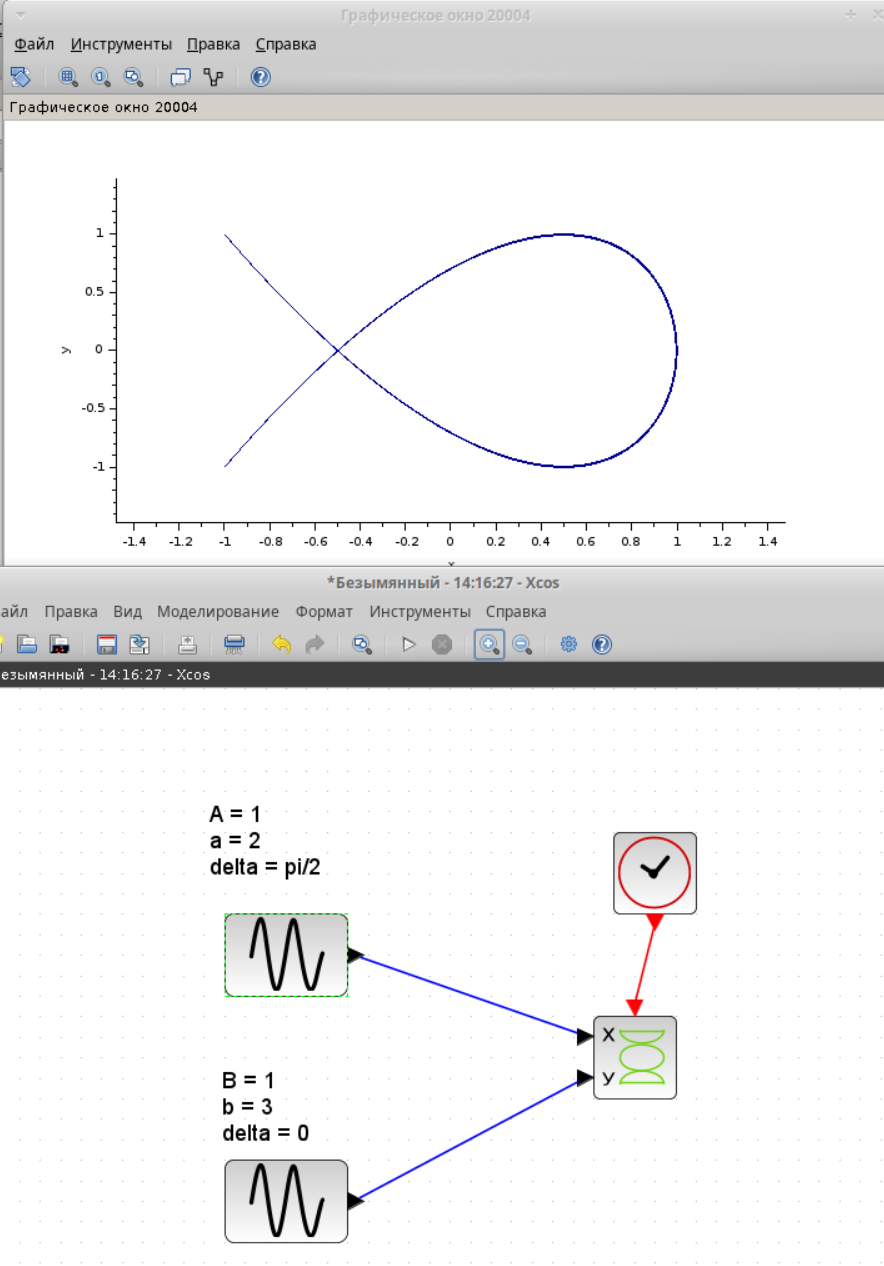 Графическое окно 20004
Файл Инструменты Правка Справка
Графическое окно 20004
1
0.5
y
0
-0.5
-1
-1.4 -1.2 -1 -0.8 -0.6 -0.4 -0.2 0 0.2 0.4 0.6 0.8 1 1.2 1.4
x
*Безымянный - 14:16:27 - Xcos
айл Правка Вид Моделирование Формат Инструменты Справка
езымянный - 14:16:27 - Xcos
A = 1
a = 2
delta = pi/2
X
y
B = 1
b = 3
delta = 0